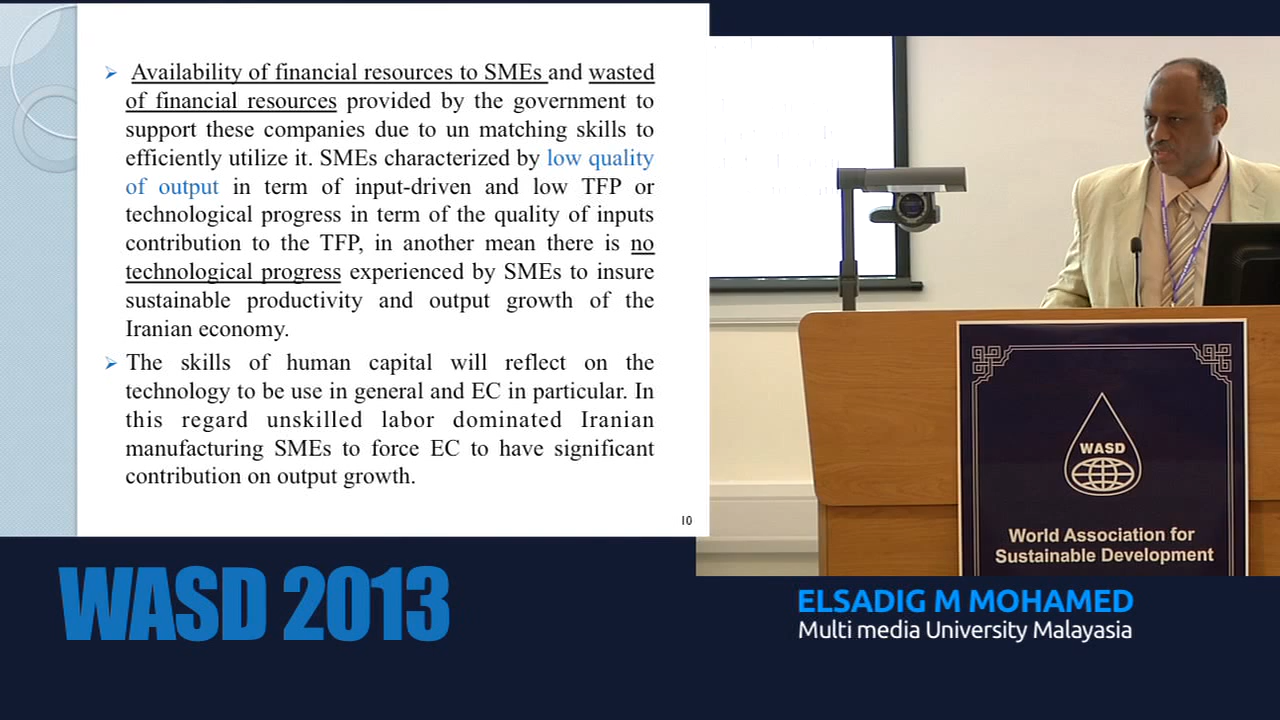 Availability of financial resources to SMEs and wasted
of financial resources provided by the government to
support these companies due to un matching skills to
efficiently utilize it. SMEs characterized by low quality
of output in term of input-driven and low TFP or
technological progress in term of the quality of inputs
contribution to the TFP, in another mean there is no
technological progress experienced by SMEs to insure
sustainable productivity and output growth of the
Iranian economy.
The skills of human capital will reflect on the
technology to be use in general and EC in particular. In
this regard unskilled labor dominated Iranian
manufacturing SMEs to force EC to have significant
contribution on output growth.
10
WASD
World Association for
Sustainable Development
WASD 2013
ELSADIG M MOHAMED
Multi media University Malayasia